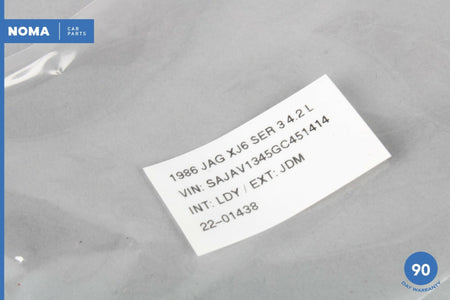 NOMA CAR PARTS
1986 JAG XJ6 SER 3 4.2 L
VIN: SAJAV1345GC451414
INT: LDY / EXT: JDM
22-01438
90
DAY WARRANTY